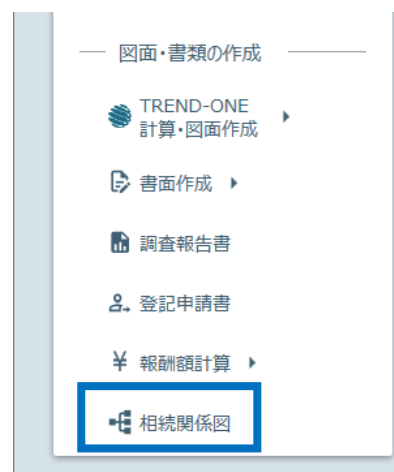 図面・書類の作成
TREND-ONE
計算・図面作成
書面作成
調査報告書
登記申請書
¥ 報酬額計算
相続関係図